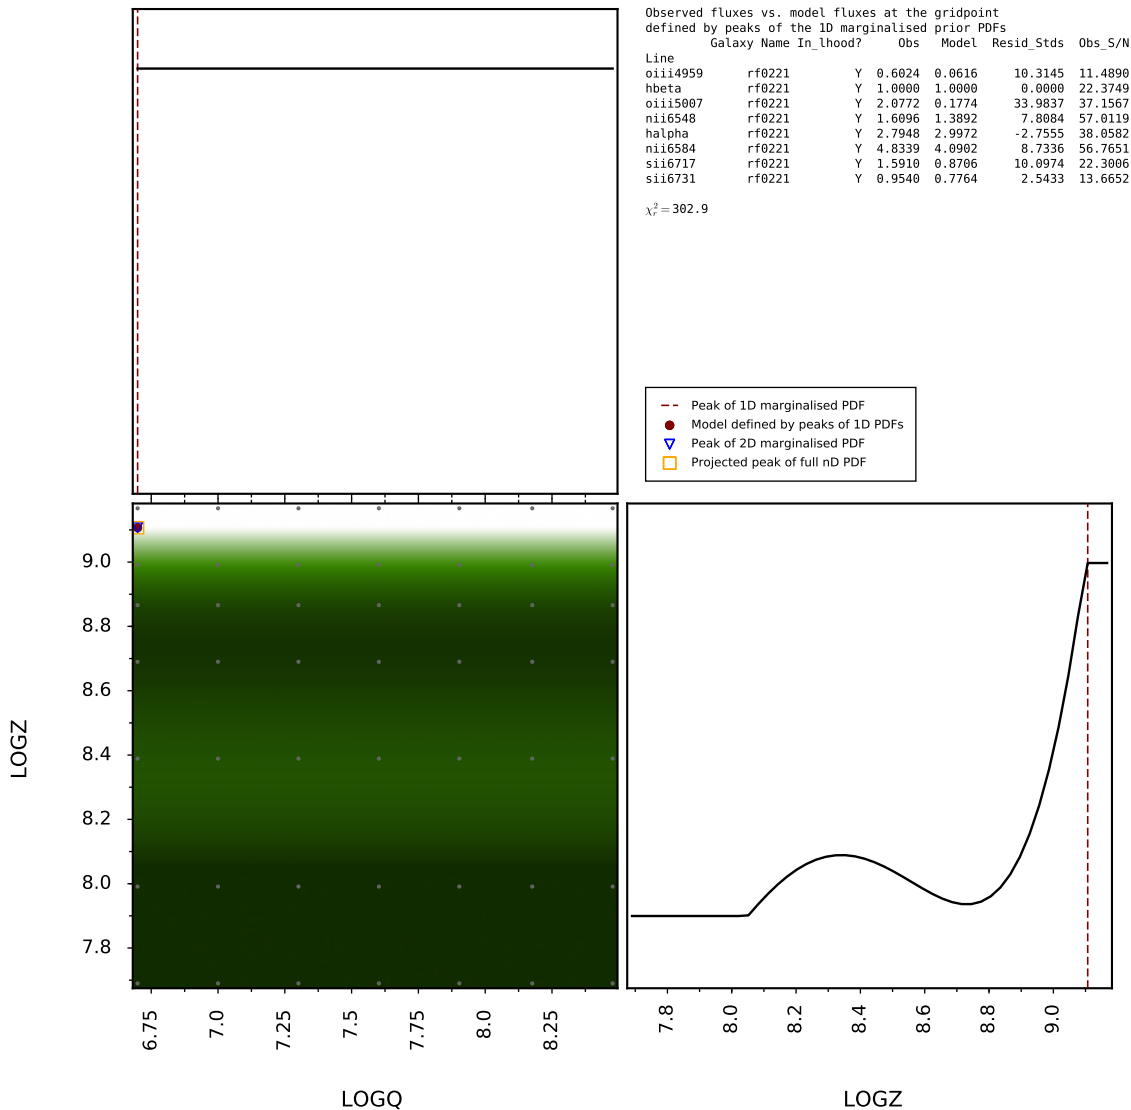 Observed fluxes vs. model fluxes at the gridpoint
defined by peaks of the 1D marginalised prior PDFs
Galaxy Name In_lhood? Obs Model Resid_Stds Obs_S/N
Line
oiii4959 rf0221 Y 0.6024 0.0616 10.3145 11.4890
hbeta rf0221 Y 1.0000 1.0000 0.0000 22.3749
oiii5007 rf0221 Y 2.0772 0.1774 33.9837 37.1567
nii6548 rf0221 Y 1.6096 1.3892 7.8084 57.0119
halpha rf0221 Y 2.7948 2.9972 -2.7555 38.0582
nii6584 rf0221 Y 4.8339 4.0902 8.7336 56.7651
sii6717 rf0221 Y 1.5910 0.8706 10.0974 22.3006
sii6731 rf0221 Y 0.9540 0.7764 2.5433 13.6652
χ²ᵣ = 302.9
Peak of 1D marginalised PDF
Model defined by peaks of 1D PDFs
Peak of 2D marginalised PDF
Projected peak of full nD PDF
LOGZ
9.0
8.8
8.6
8.4
8.2
8.0
7.8
6.75 7.0 7.25 7.5 7.75 8.0 8.25
LOGQ
7.8 8.0 8.2 8.4 8.6 8.8 9.0
LOGZ